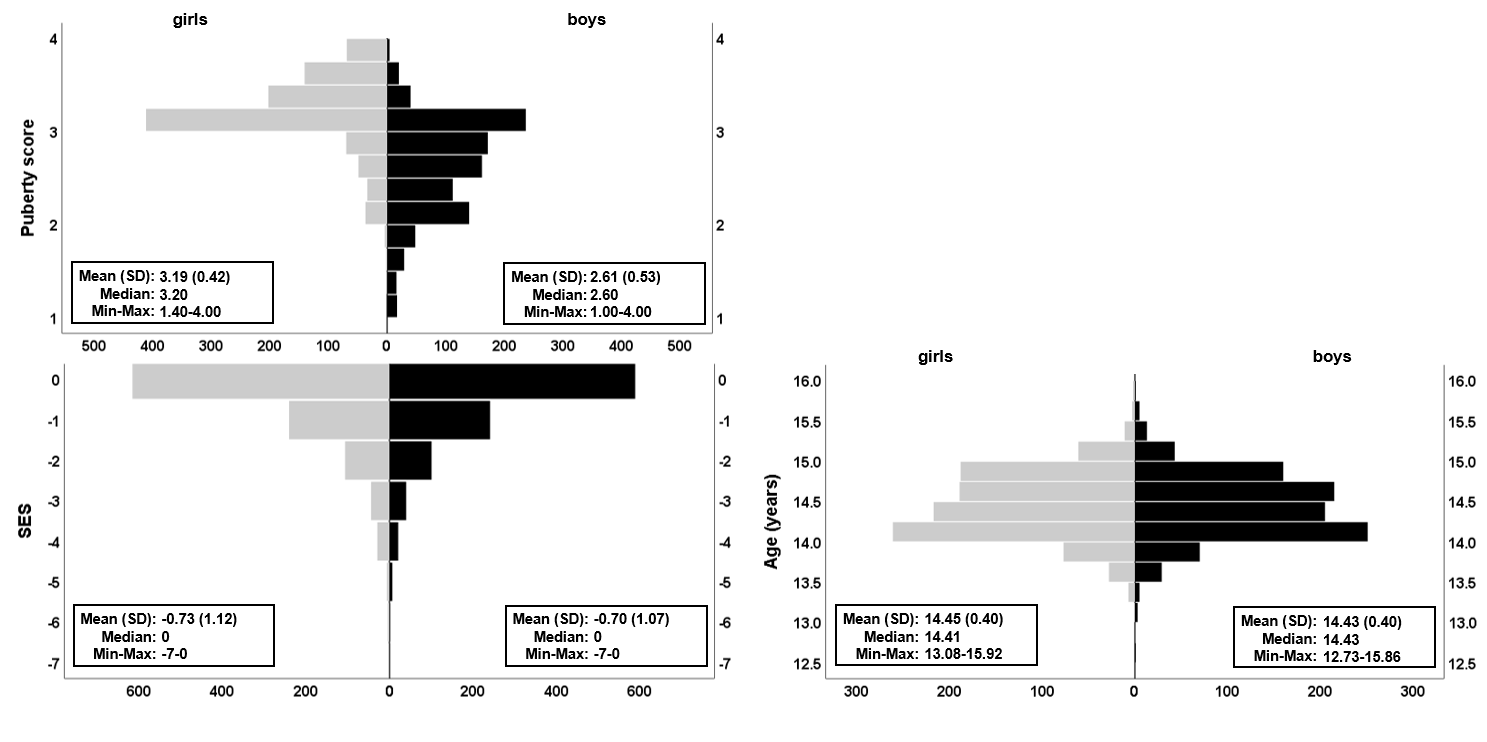 girls boys
4 4
3 3
2 2
1 1
Puberty score
Mean (SD): 3.19 (0.42)
Median: 3.20
Min-Max: 1.40-4.00
Mean (SD): 2.61 (0.53)
Median: 2.60
Min-Max: 1.00-4.00
500 400 300 200 100 0 100 200 300 400 500
0 0
-1 -1
-2 -2
-3 -3
-4 -4
-5 -5
-6 -6
-7 -7
SES
Mean (SD): -0.73 (1.12)
Median: 0
Min-Max: -7-0
Mean (SD): -0.70 (1.07)
Median: 0
Min-Max: -7-0
600 400 200 0 200 400 600
girls boys
16.0 16.0
15.5 15.5
15.0 15.0
14.5 14.5
14.0 14.0
13.5 13.5
13.0 13.0
12.5 12.5
Age (years)
Mean (SD): 14.45 (0.40)
Median: 14.41
Min-Max: 13.08-15.92
Mean (SD): 14.43 (0.40)
Median: 14.43
Min-Max: 12.73-15.86
300 200 100 0 100 200 300